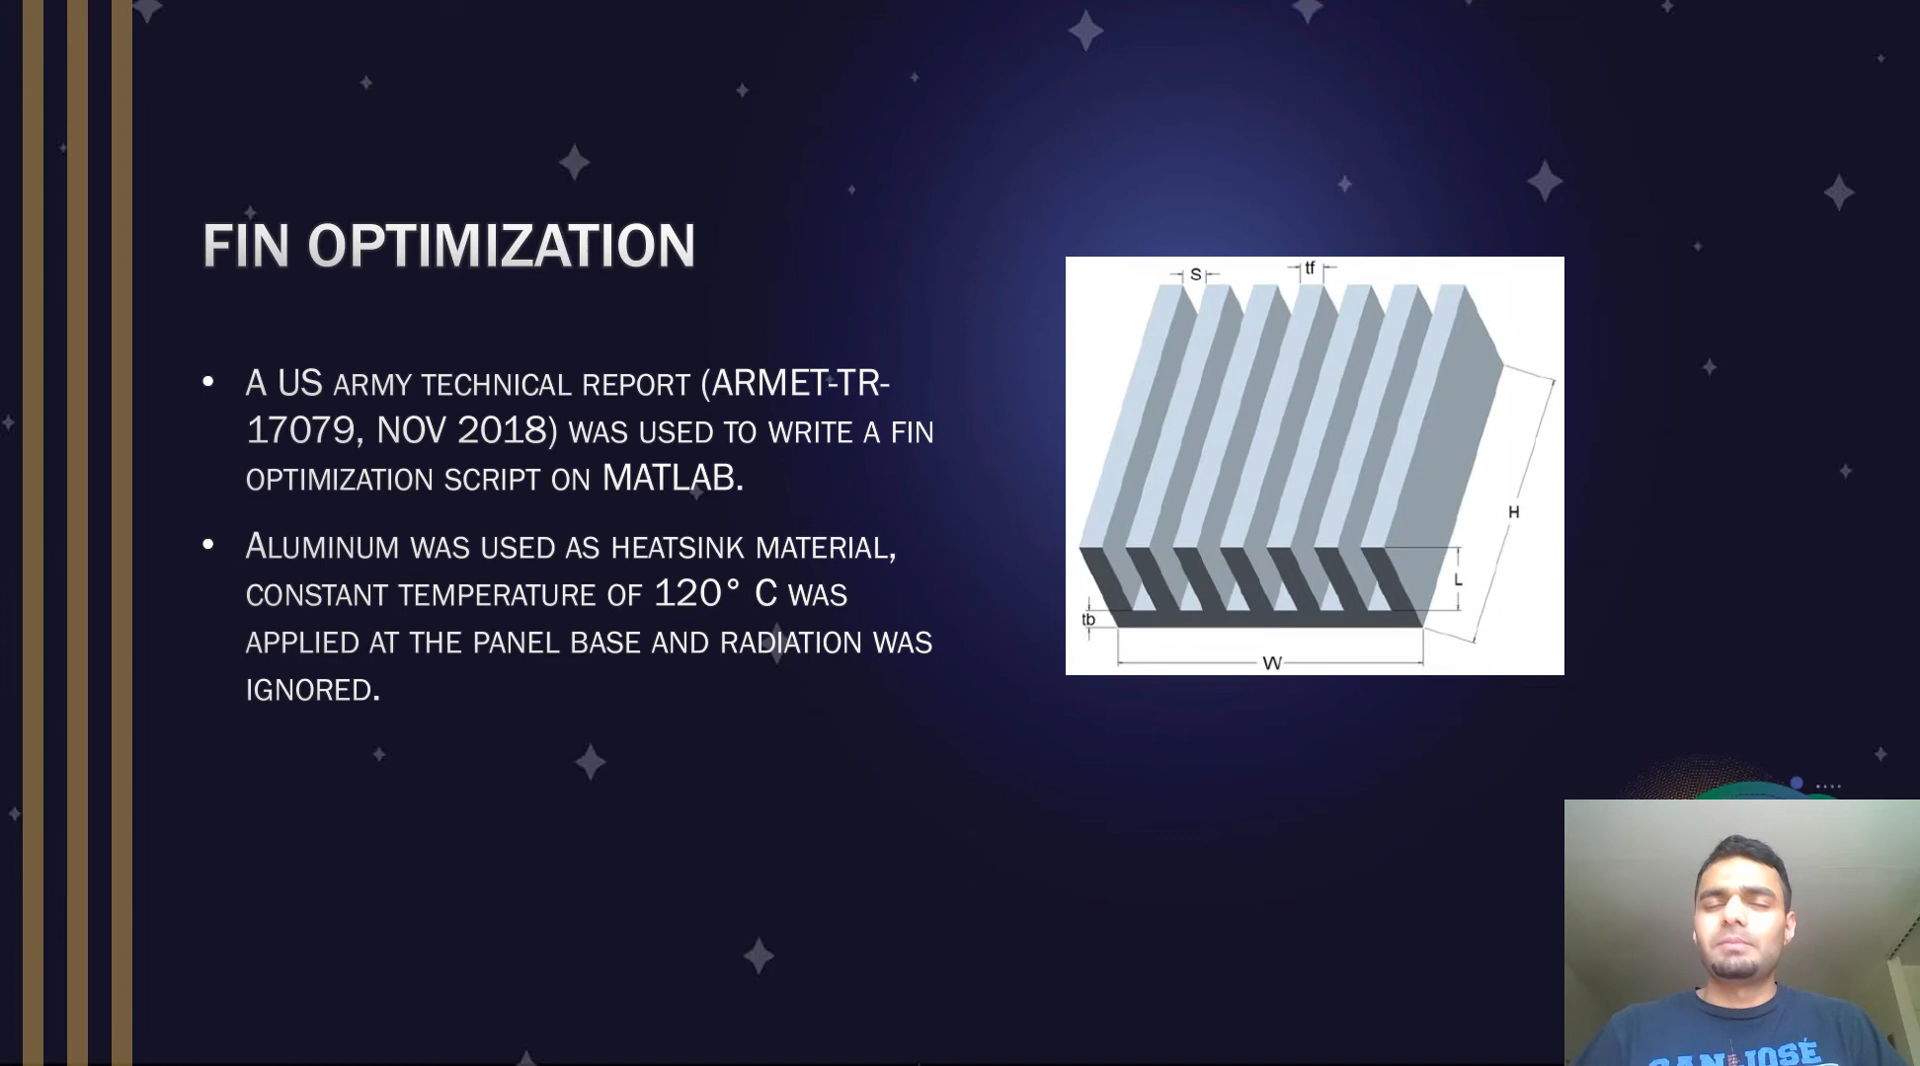 FIN OPTIMIZATION
• A US ARMY TECHNICAL REPORT (ARMET-TR-
17079, NOV 2018) WAS USED TO WRITE A FIN
OPTIMIZATION SCRIPT ON MATLAB.
• ALUMINUM WAS USED AS HEATSINK MATERIAL,
CONSTANT TEMPERATURE OF 120° C WAS
APPLIED AT THE PANEL BASE AND RADIATION WAS
IGNORED.
S
tf
H
L
tb
W
SAN JOSÉ